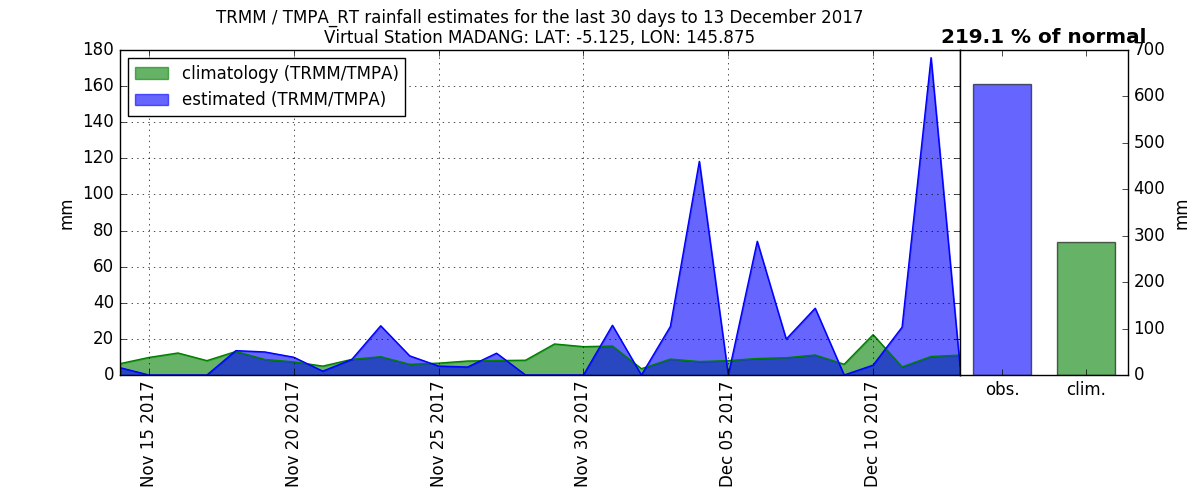 TRMM / TMPA_RT rainfall estimates for the last 30 days to 13 December 2017
Virtual Station MADANG: LAT: -5.125, LON: 145.875
219.1 % of normal
climatology (TRMM/TMPA)
estimated (TRMM/TMPA)
180
160
140
120
100
80
60
40
20
0
mm
Nov 15 2017
Nov 20 2017
Nov 25 2017
Nov 30 2017
Dec 05 2017
Dec 10 2017
obs.
clim.
700
600
500
400
300
200
100
0
mm